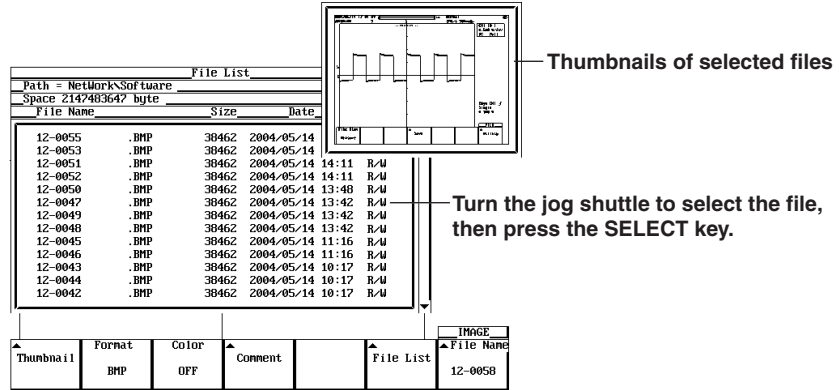 Thumbnails of selected files
File List
Path = NetWork\Software
Space 2147483647 byte
File Name Size Date
12-0055 .BMP 38462 2004/05/14
12-0053 .BMP 38462 2004/05/14
12-0051 .BMP 38462 2004/05/14 14:11 R/W
12-0052 .BMP 38462 2004/05/14 14:11 R/W
12-0050 .BMP 38462 2004/05/14 13:48 R/W
12-0047 .BMP 38462 2004/05/14 13:42 R/W
12-0049 .BMP 38462 2004/05/14 13:42 R/W
12-0048 .BMP 38462 2004/05/14 13:42 R/W
12-0045 .BMP 38462 2004/05/14 11:16 R/W
12-0046 .BMP 38462 2004/05/14 11:16 R/W
12-0043 .BMP 38462 2004/05/14 10:17 R/W
12-0044 .BMP 38462 2004/05/14 10:17 R/W
12-0042 .BMP 38462 2004/05/14 10:17 R/W
Turn the jog shuttle to select the file,
then press the SELECT key.
IMAGE
Thumbnail
Format
BMP
Color
OFF
Comment
File List
File Name
12-0058